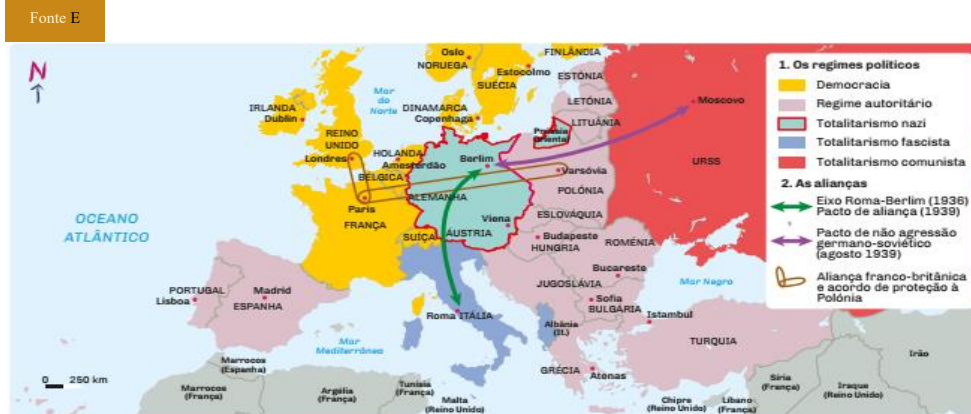 Fonte E
N
Oslo
NORUEGA
FINLÂNDIA
Estocolmo
SUÉCIA
ESTÓNIA
LETÓNIA
LITUÂNIA
Moscovo
Mar
do
Norte
DINAMARCA
Copenhaga
IRLANDA
Dublin
REINO
UNIDO
Londres
HOLANDA
Amesterdão
BÉLGICA
Berlim
Prússia
Oriental
Varsóvia
URSS
POLÓNIA
ALEMANHA
Paris
FRANÇA
Viena
ESLOVÁQUIA
OCEANO
ATLÂNTICO
SUÍÇA
ÁUSTRIA
Budapeste
HUNGRIA
ROMÉNIA
Bucareste
JUGOSLÁVIA
Mar Negro
PORTUGAL
Lisboa
Madrid
ESPANHA
Roma ITÁLIA
Sofia
BULGÁRIA
Albânia
(It.)
Istambul
TURQUIA
Mar
Mediterrâneo
GRÉCIA
Atenas
0 250 km
Marrocos
(Espanha)
Marrocos
(França)
Argélia
(França)
Tunísia
(França)
Malta
(Reino Unido)
Chipre
(Reino Unido)
Líbano
(França)
Síria
(França)
Iraque
(Reino Unido)
Irão
1. Os regimes políticos
Democracia
Regime autoritário
Totalitarismo nazi
Totalitarismo fascista
Totalitarismo comunista
2. As alianças
Eixo Roma-Berlim (1936)
Pacto de aliança (1939)
Pacto de não agressão
germano-soviético
(agosto 1939)
Aliança franco-britânica
e acordo de proteção à
Polónia